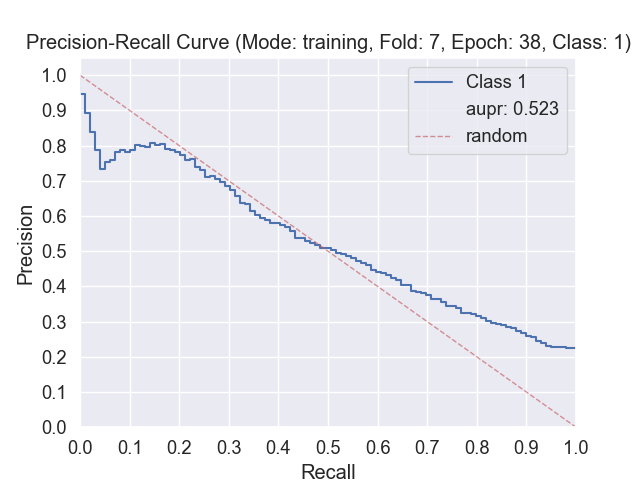 Precision-Recall Curve (Mode: training, Fold: 7, Epoch: 38, Class: 1)
Class 1
aupr: 0.523
random
Precision
1.0
0.9
0.8
0.7
0.6
0.5
0.4
0.3
0.2
0.1
0.0
0.0 0.1 0.2 0.3 0.4 0.5 0.6 0.7 0.8 0.9 1.0
Recall